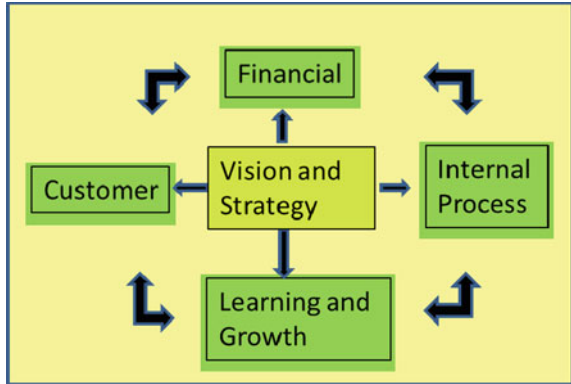 Financial
Customer
Vision and
Strategy
Internal
Process
Learning and
Growth